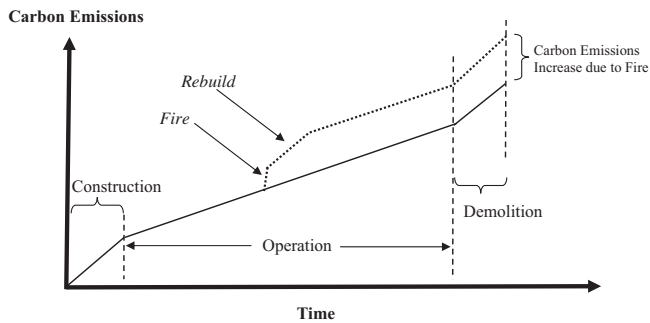 Carbon Emissions
Carbon Emissions
Increase due to Fire
Rebuild
Fire
Construction
Demolition
Operation
Time